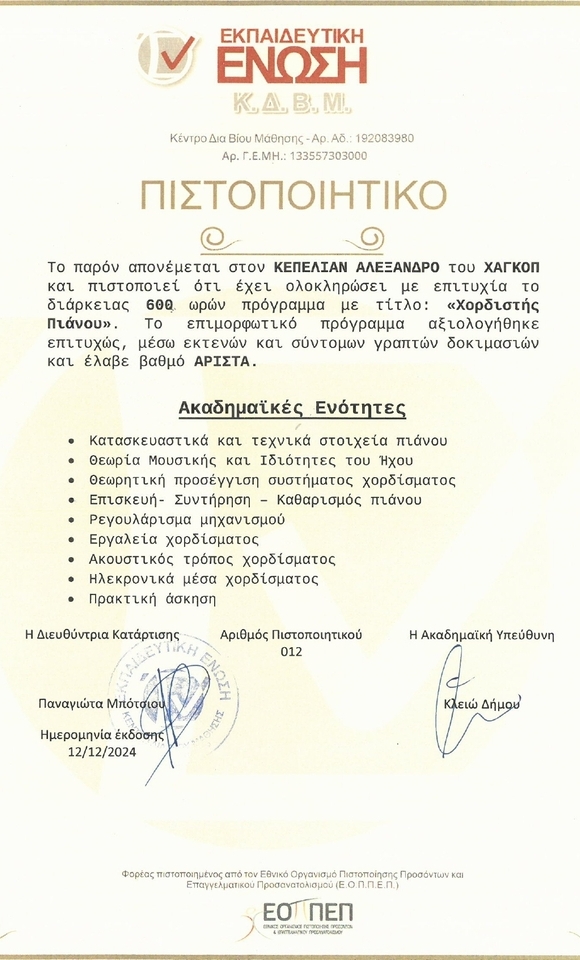 ΕΚΠΑΙΔΕΥΤΙΚΗ
ΕΝΩΣΗ
Κ.Δ.Β.Μ.
Κέντρο Δια Βίου Μάθησης - Αρ. Αδ.: 192083980
Αρ. Γ.Ε.ΜΗ.: 133557303000
ΠΙΣΤΟΠΟΙΗΤΙΚΟ
Το παρόν απονέμεται στον ΚΕΠΕΛΙΑΝ ΑΛΕΞΑΝΔΡΟ του ΧΑΓΚΟΠ
και πιστοποιεί ότι έχει ολοκληρώσει με επιτυχία το
διάρκειας 600 ωρών πρόγραμμα με τίτλο: «Χορδιστής
Πιάνου». Το επιμορφωτικό πρόγραμμα αξιολογήθηκε
επιτυχώς, μέσω εκτενών και σύντομων γραπτών δοκιμασιών
και έλαβε βαθμό ΑΡΙΣΤΑ.
Ακαδημαϊκές Ενότητες
• Κατασκευαστικά και τεχνικά στοιχεία πιάνου
• Θεωρία Μουσικής και Ιδιότητες του Ήχου
• Θεωρητική προσέγγιση συστήματος χορδίσματος
• Επισκευή- Συντήρηση – Καθαρισμός πιάνου
• Ρεγουλάρισμα μηχανισμού
• Εργαλεία χορδίσματος
• Ακουστικός τρόπος χορδίσματος
• Ηλεκρονικά μέσα χορδίσματος
• Πρακτική άσκηση
Η Διευθύντρια Κατάρτισης
Αριθμός Πιστοποιητικού
Η Ακαδημαϊκή Υπεύθυνη
012
ΕΚΠΑΙΔΕΥΤΙΚΗ ΕΝΩΣΗ
Παναγιώτα Μπότσιου
Κλειώ Δήμου
Ημερομηνία έκδοσης
12/12/2024
Φορέας πιστοποιημένος από τον Εθνικό Οργανισμό Πιστοποίησης Προσόντων και
Επαγγελματικού Προσανατολισμού (Ε.Ο.Π.Π.Ε.Π.)
ΕΟΠΠΕΠ
ΕΘΝΙΚΟΣ ΟΡΓΑΝΙΣΜΟΣ ΠΙΣΤΟΠΟΙΗΣΗΣ ΠΡΟΣΟΝΤΩΝ
& ΕΠΑΓΓΕΛΜΑΤΙΚΟΥ ΠΡΟΣΑΝΑΤΟΛΙΣΜΟΥ